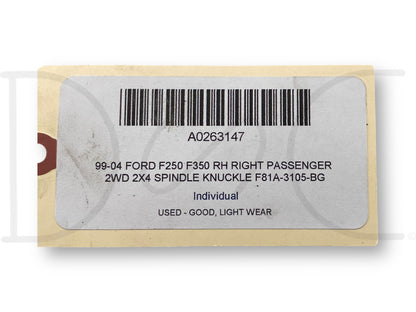 A0263147
99-04 FORD F250 F350 RH RIGHT PASSENGER
2WD 2X4 SPINDLE KNUCKLE F81A-3105-BG
Individual
USED - GOOD, LIGHT WEAR